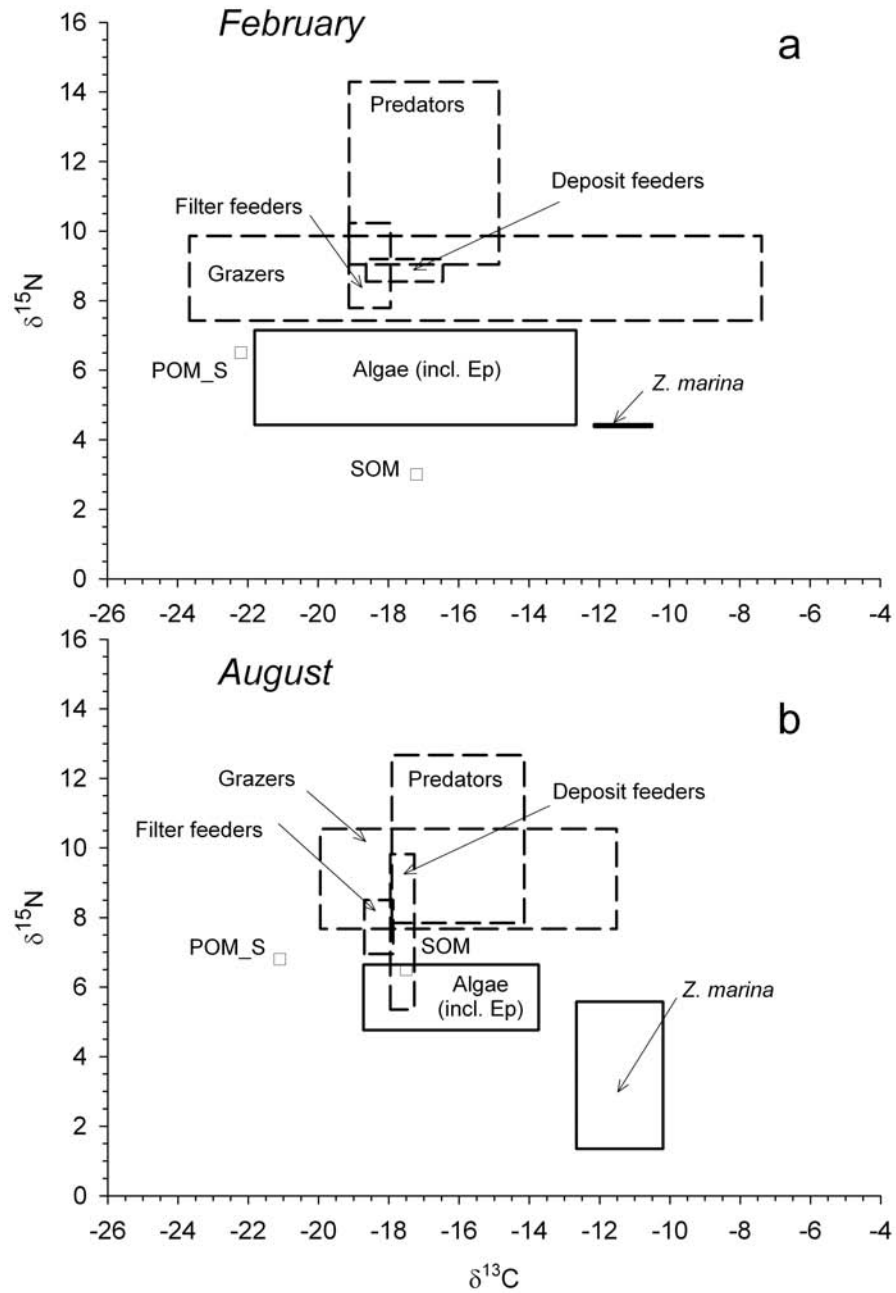 February
a
16
14
12
10
8
6
4
2
0
δ15N
Predators
Deposit feeders
Filter feeders
Grazers
POM_S
Algae (incl. Ep)
Z. marina
SOM
-26 -24 -22 -20 -18 -16 -14 -12 -10 -8 -6 -4
August
b
16
14
12
10
8
6
4
2
0
δ15N
Grazers
Predators
Deposit feeders
Filter feeders
POM_S
SOM
Algae
(incl. Ep)
Z. marina
-26 -24 -22 -20 -18 -16 -14 -12 -10 -8 -6 -4
δ13C